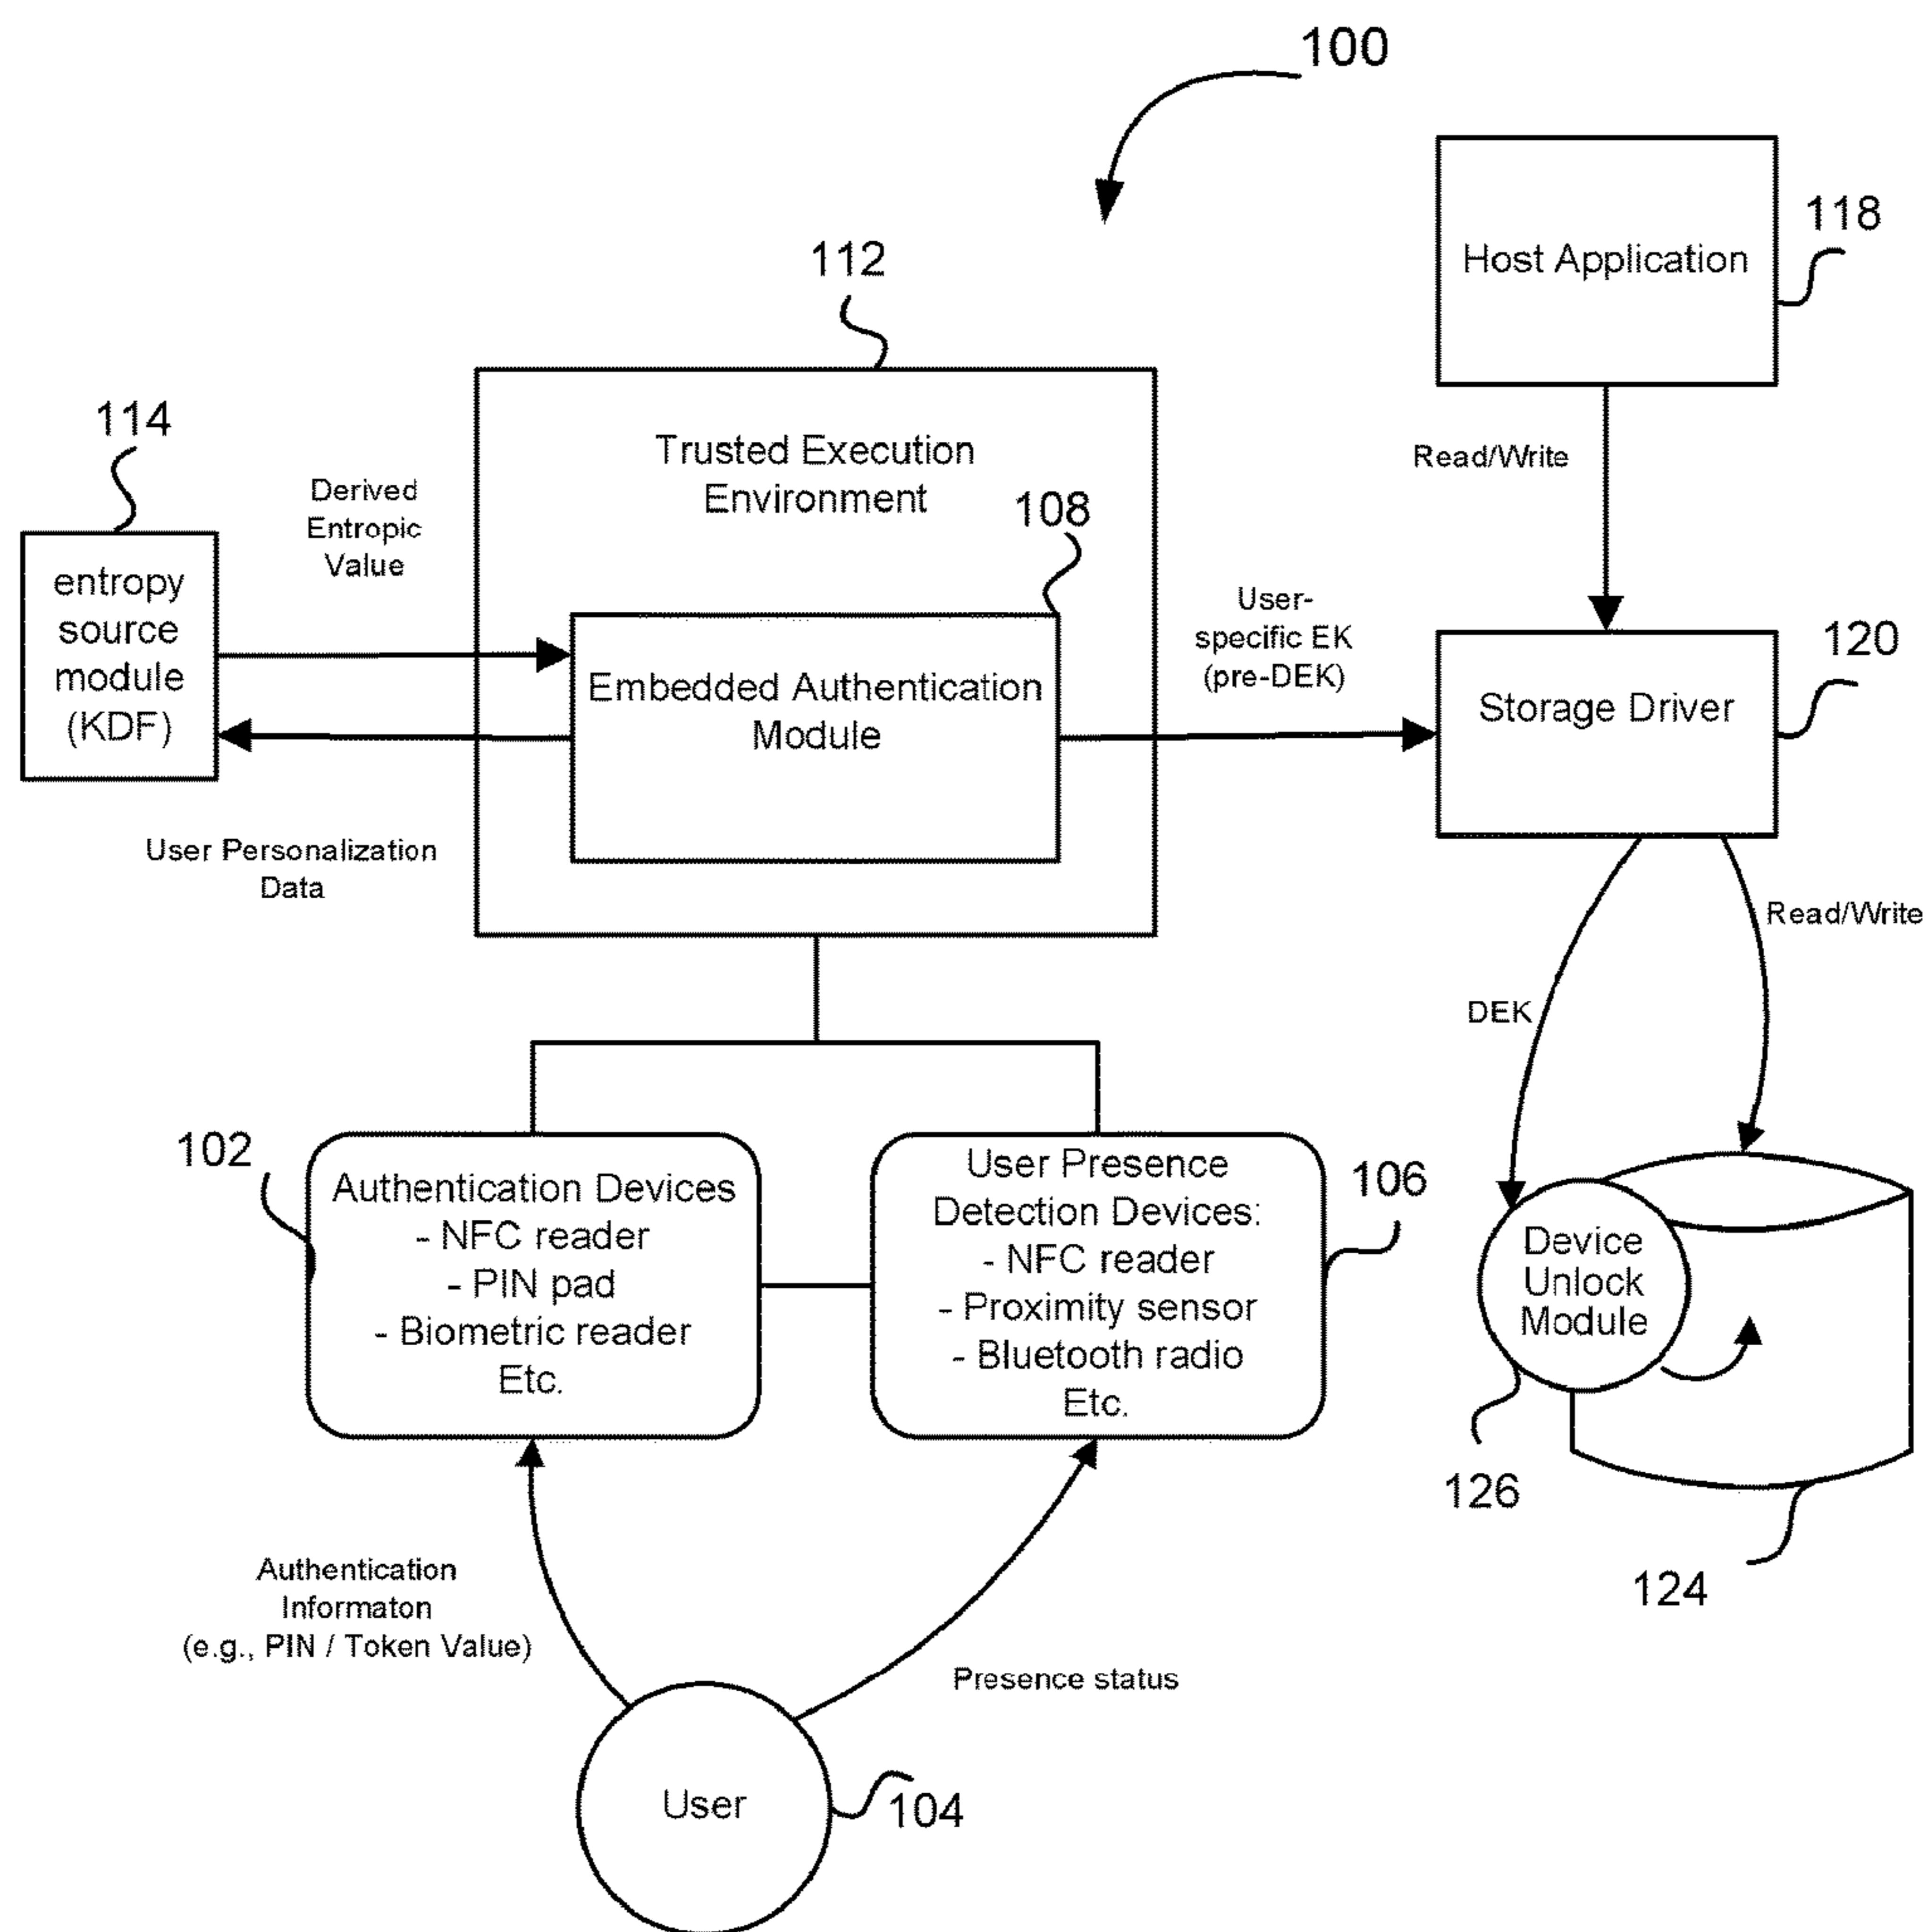 100
118
Host Application
112
114
Derived
Entropic
Value
Trusted Execution
Environment
108
Read/Write
entropy
source
module
(KDF)
Embedded Authentication
Module
User-
specific EK
(pre-DEK)
120
Storage Driver
User Personalization
Data
Read/Write
DEK
102
Authentication Devices
- NFC reader
- PIN pad
- Biometric reader
Etc.
User Presence
Detection Devices:
- NFC reader
- Proximity sensor
- Bluetooth radio
Etc.
106
Device
Unlock
Module
126
124
Authentication
Informaton
(e.g., PIN / Token Value)
Presence status
User
104